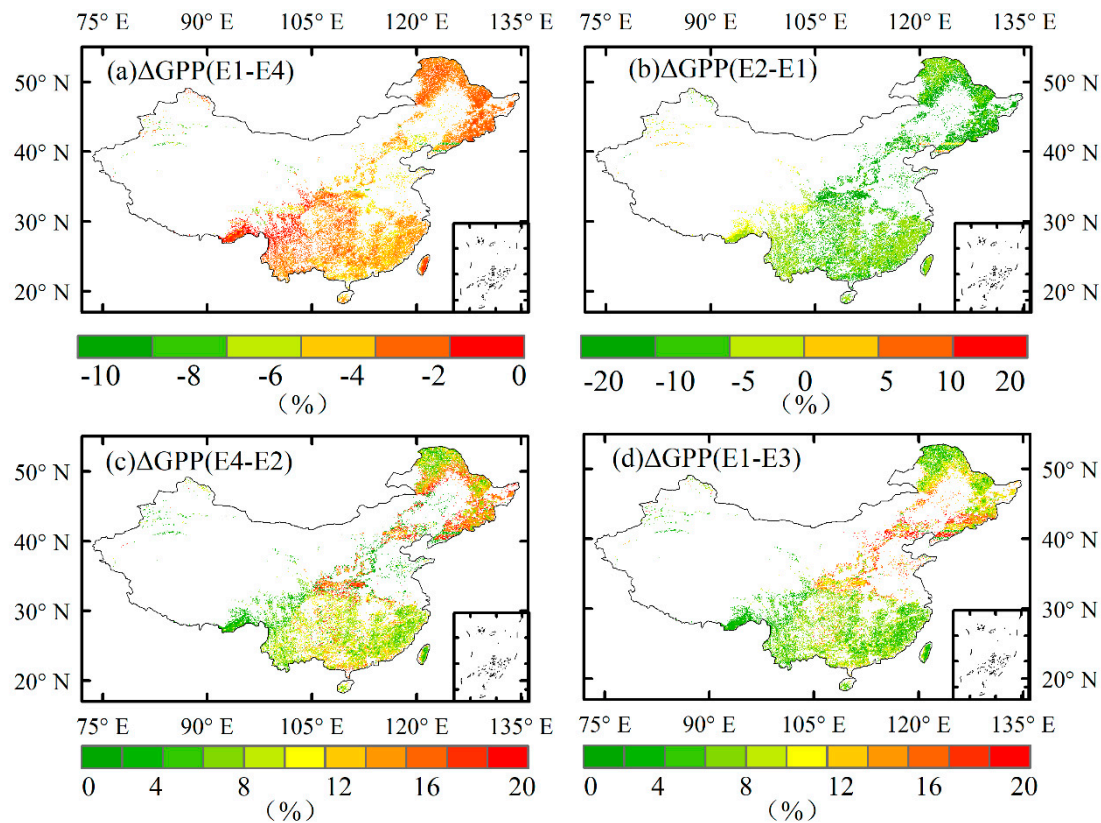 75° E 90° E 105° E 120° E 135° E
75° E 90° E 105° E 120° E 135° E
50° N
40° N
30° N
20° N
(a)ΔGPP(E1-E4)
(b)ΔGPP(E2-E1)
50° N
40° N
30° N
20° N
-10 -8 -6 -4 -2 0
(%)
-20 -10 -5 0 5 10 20
(%)
50° N
40° N
30° N
20° N
(c)ΔGPP(E4-E2)
(d)ΔGPP(E1-E3)
50° N
40° N
30° N
20° N
75° E 90° E 105° E 120° E 135° E
75° E 90° E 105° E 120° E 135° E
0 4 8 12 16 20
(%)
0 4 8 12 16 20
(%)